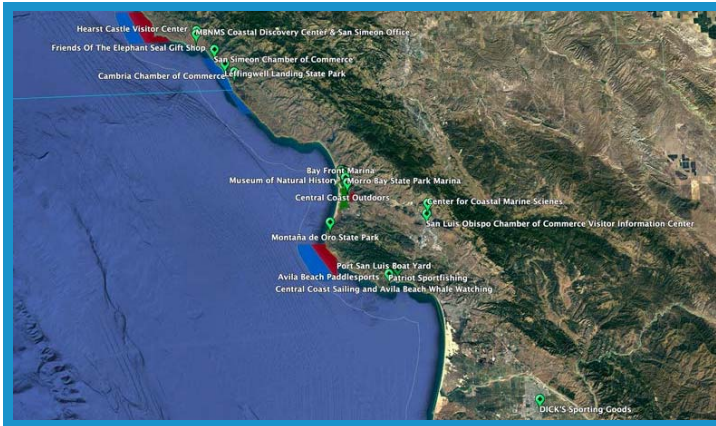 Hearst Castle Visitor Center
MBNMS Coastal Discovery Center & San Simeon Office
Friends Of The Elephant Seal Gift Shop
San Simeon Chamber of Commerce
Cambria Chamber of Commerce
Leffingwell Landing State Park
Bay Front Marina
Museum of Natural History
Morro Bay State Park Marina
Central Coast Outdoors
Center for Coastal Marine Scienes
San Luis Obispo Chamber of Commerce Visitor Information Center
Montaña de Oro State Park
Port San Luis Boat Yard
Avila Beach Paddlesports
Patriot Sportfishing
Central Coast Sailing and Avila Beach Whale Watching
DICK'S Sporting Goods